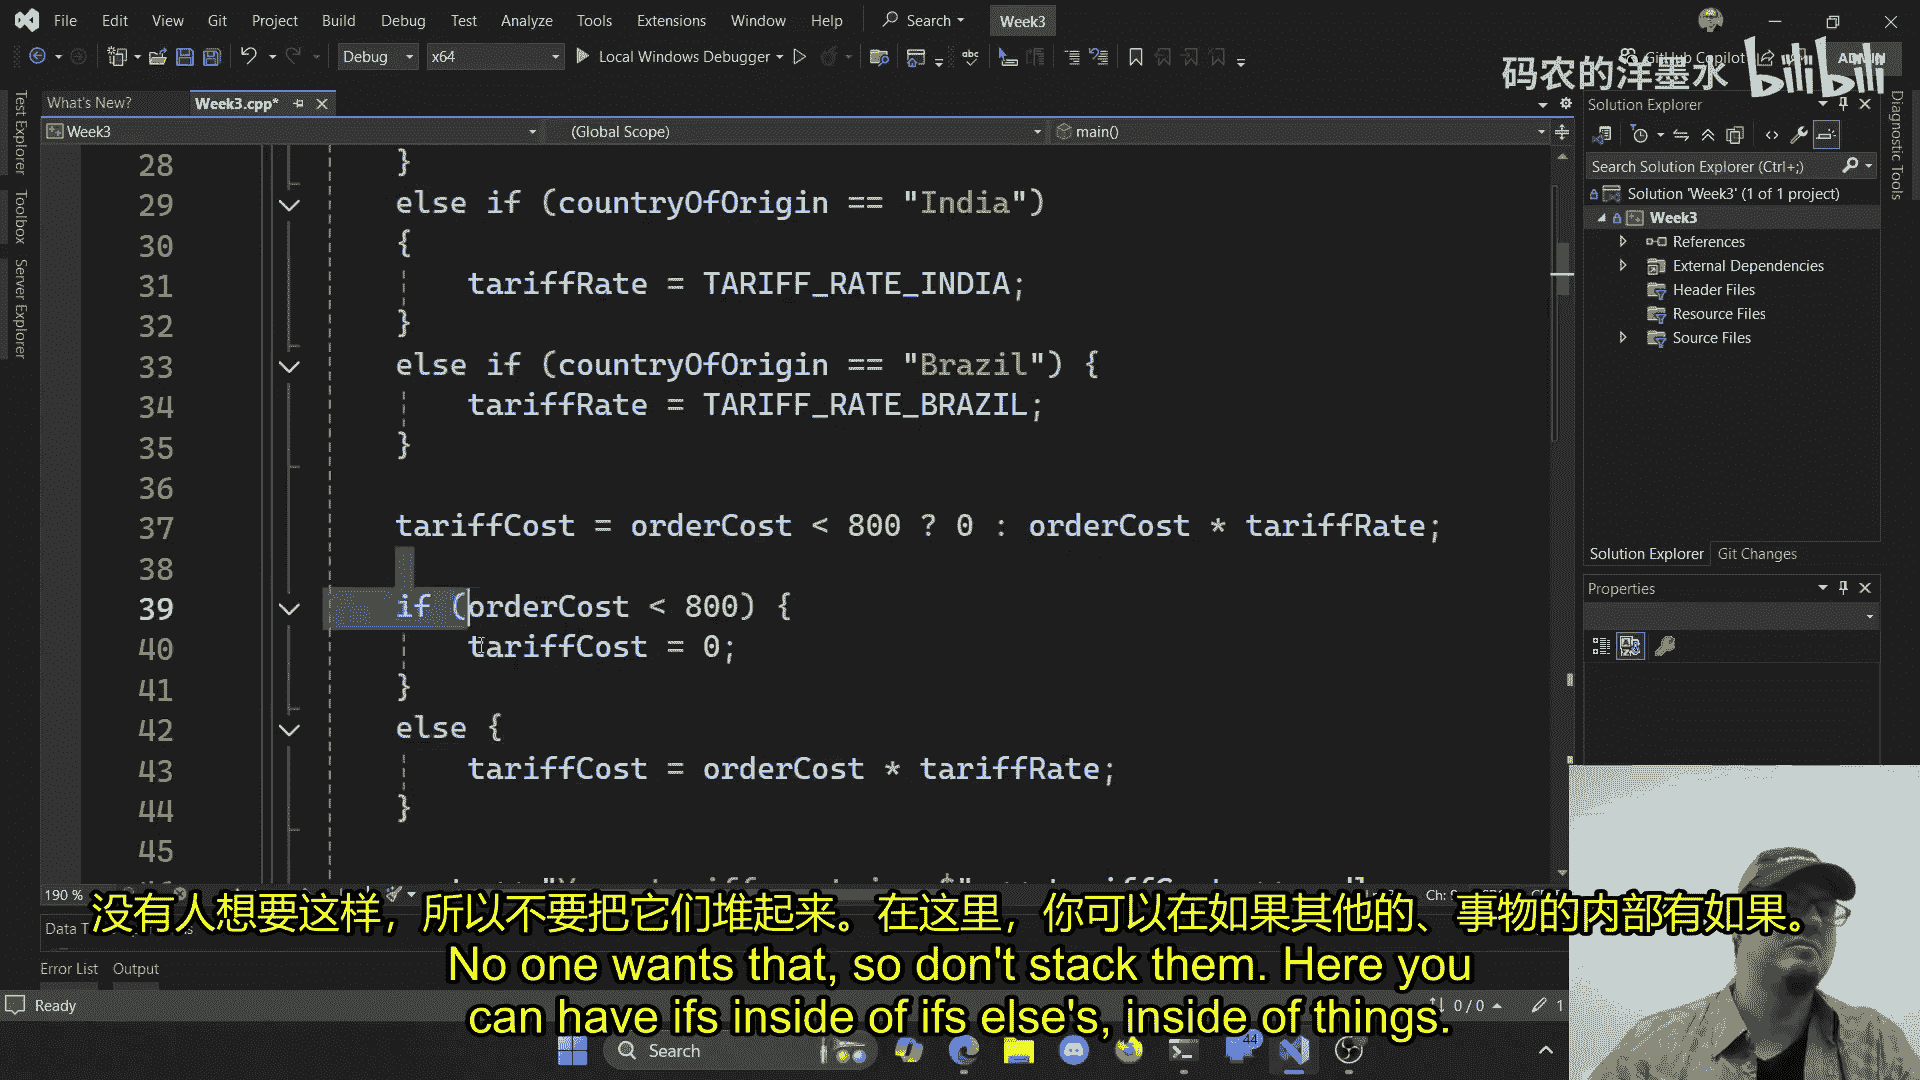 File Edit View Git Project Build Debug Test Analyze Tools Extensions Window Help Search Week3
Debug x64 Local Windows Debugger GitHub Copilot ADMIN
码农的洋墨水 bilibili
What's New? Week3.cpp*
Week3 (Global Scope) main()
Test Explorer
Toolbox
Server Explorer
28 }
29 else if (countryOfOrigin == "India")
30 {
31 tariffRate = TARIFF_RATE_INDIA;
32 }
33 else if (countryOfOrigin == "Brazil") {
34 tariffRate = TARIFF_RATE_BRAZIL;
35 }
36
37 tariffCost = orderCost < 800 ? 0 : orderCost * tariffRate;
38
39 if (orderCost < 800) {
40 tariffCost = 0;
41 }
42 else {
43 tariffCost = orderCost * tariffRate;
44 }
45
Solution Explorer
Search Solution Explorer (Ctrl+;)
Solution 'Week3' (1 of 1 project)
Week3
References
External Dependencies
Header Files
Resource Files
Source Files
Solution Explorer Git Changes
Properties
Diagnostic Tools
190 % Ch:
没有人想要这样，所以不要把它们堆起来。在这里，你可以在如果其他的、事物的内部有如果。
No one wants that, so don't stack them. Here you
can have ifs inside of ifs else's, inside of things.
Error List Output
Ready 0 / 0 1
Search 44